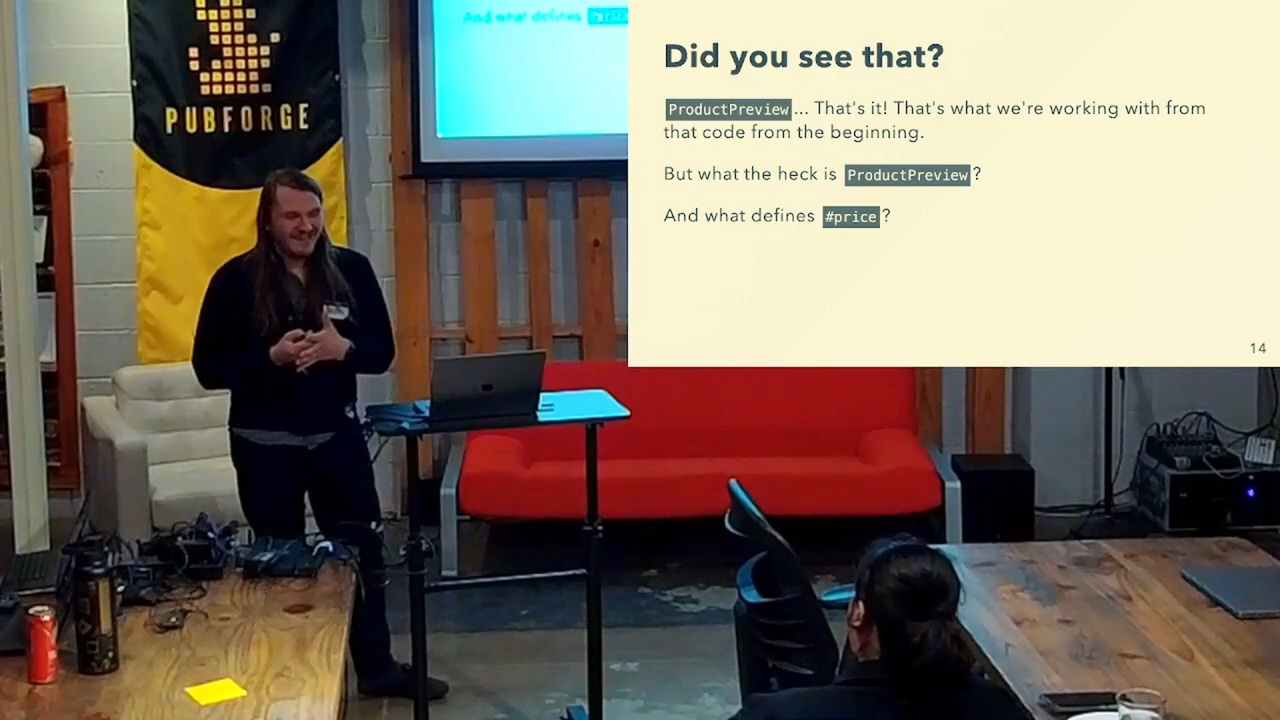 PUBFORGE
And what defines
Did you see that?
ProductPreview... That's it! That's what we're working with from
that code from the beginning.
But what the heck is ProductPreview?
And what defines #price?
14